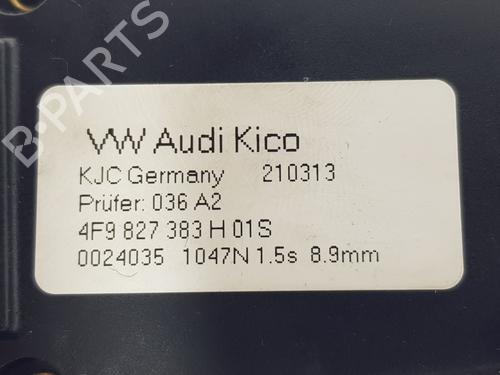 VW Audi Kico
KJC Germany 210313
Prüfer: 036 A2
4F9 827 383 H 01S
0024035 1047N 1.5s 8.9mm